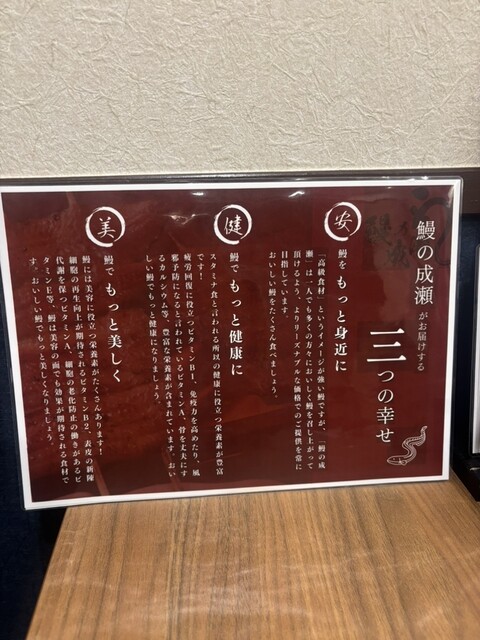 鰻の成瀬がお届けする
三つの幸せ
安
鰻をもっと身近に
「高級食材」というイメージが強い鰻ですが、「鰻の成
瀬」は一人でも多くの方々においしい鰻を召し上がって
頂けるよう、よりリーズナブルな価格でのご提供を常に
目指しています。
おいしい鰻をたくさん食べましょう。
健
鰻でもっと健康に
スタミナ食と言われる所以の健康に役立つ栄養素が豊富
です!
疲労回復に役立つビタミンB1、免疫力を高めたり、風
邪予防になると言われているビタミンA、骨を丈夫にす
るカルシウム等、豊富な栄養素が含まれています。おい
しい鰻でもっと健康になりましょう。
美
鰻でもっと美しく
鰻には美容に役立つ栄養素がたくさんあります!
細胞の再生向上が期待されるビタミンB2、表皮の新陳
代謝を保つビタミンA、細胞の老化防止の働きがあるビ
タミンE等、鰻は美容の面でも効果が期待される食材で
す。おいしい鰻でもっと美しくなりましょう。